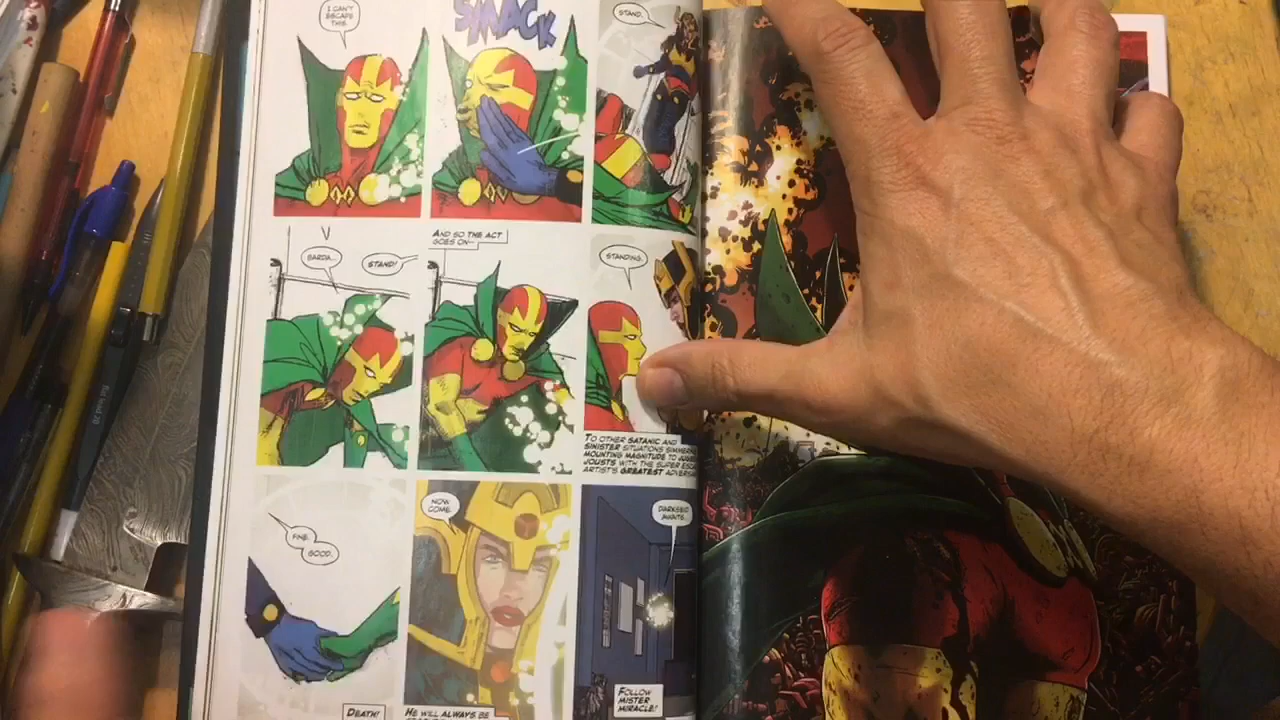 I CAN'T
ESCAPE
THIS.
SMACK
STAND.
BARDA...
STAND!
AND SO THE ACT
GOES ON--
STANDING.
TO OTHER SATANIC AND
SINISTER SITUATIONS
MOUNTING MAGNITUDE TO
JOUSTS WITH THE SUPER
ARTIST'S GREATEST
FINE.
GOOD.
NOW
COME.
DARKSEID
AWAITS.
DEATH!
HE WILL ALWAYS BE
FOLLOW
MISTER
MIRACLE!